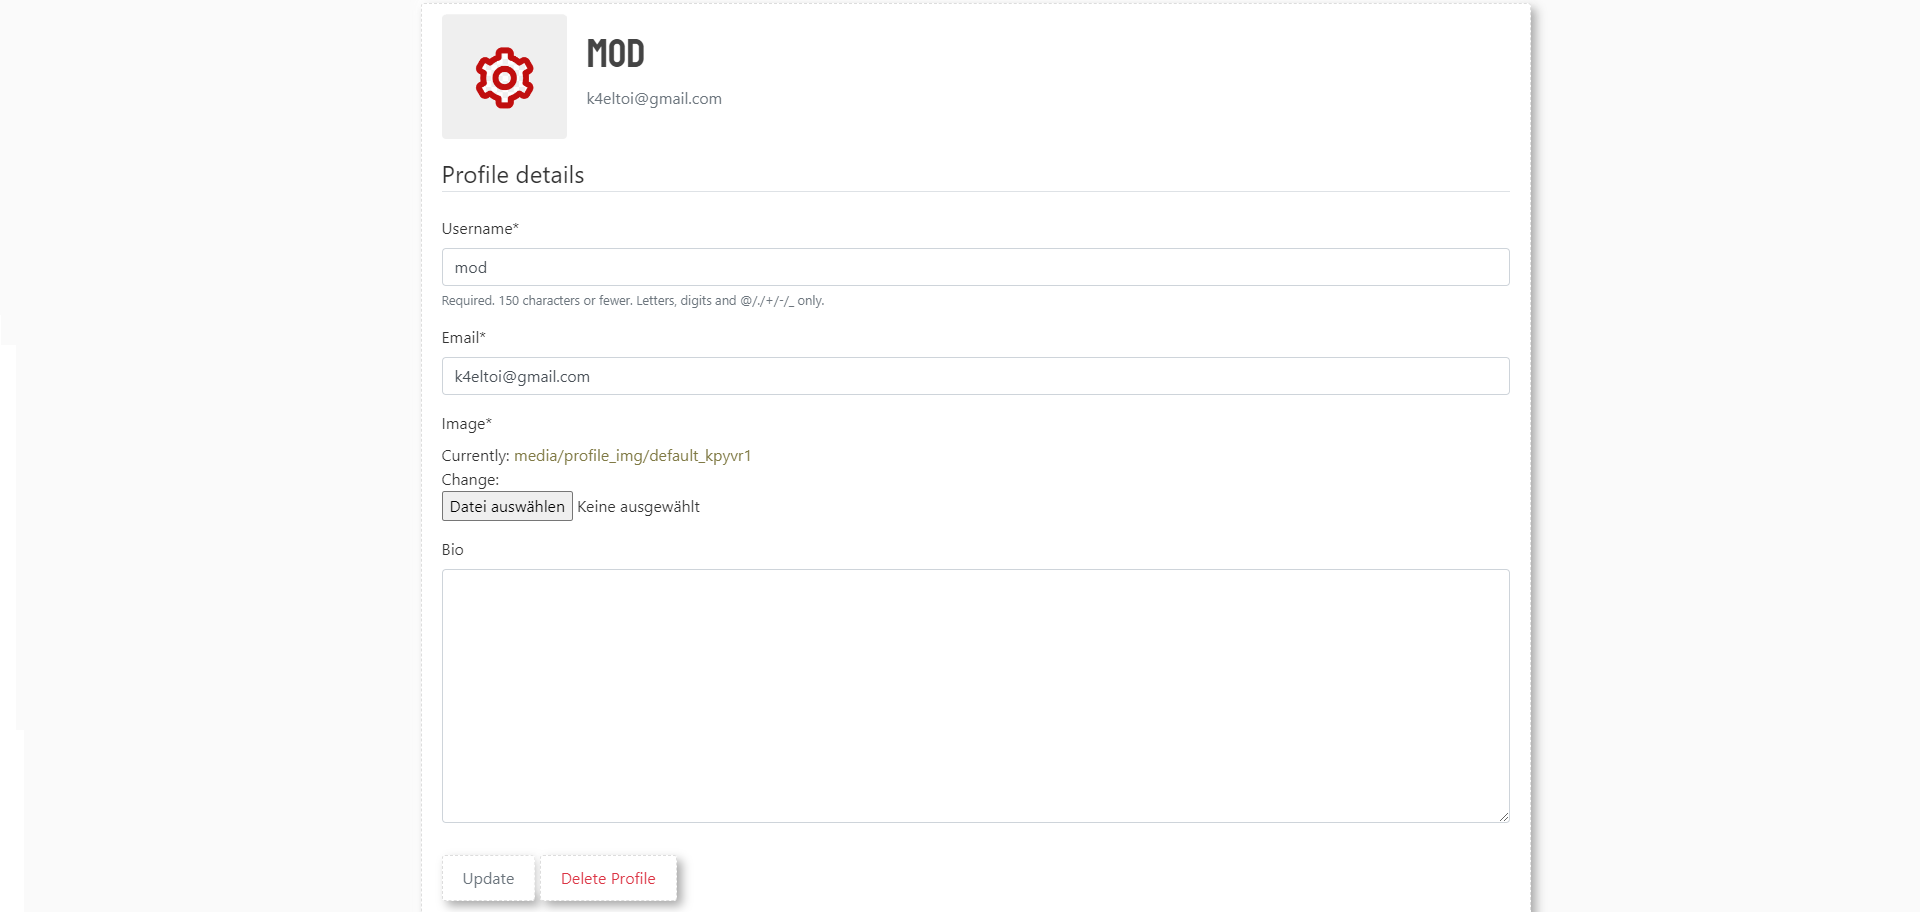 MOD
k4eltoi@gmail.com
Profile details
Username*
mod
Required. 150 characters or fewer. Letters, digits and @/./+/-/_ only.
Email*
k4eltoi@gmail.com
Image*
Currently: media/profile_img/default_kpyvr1
Change:
Datei auswählen Keine ausgewählt
Bio
Update Delete Profile